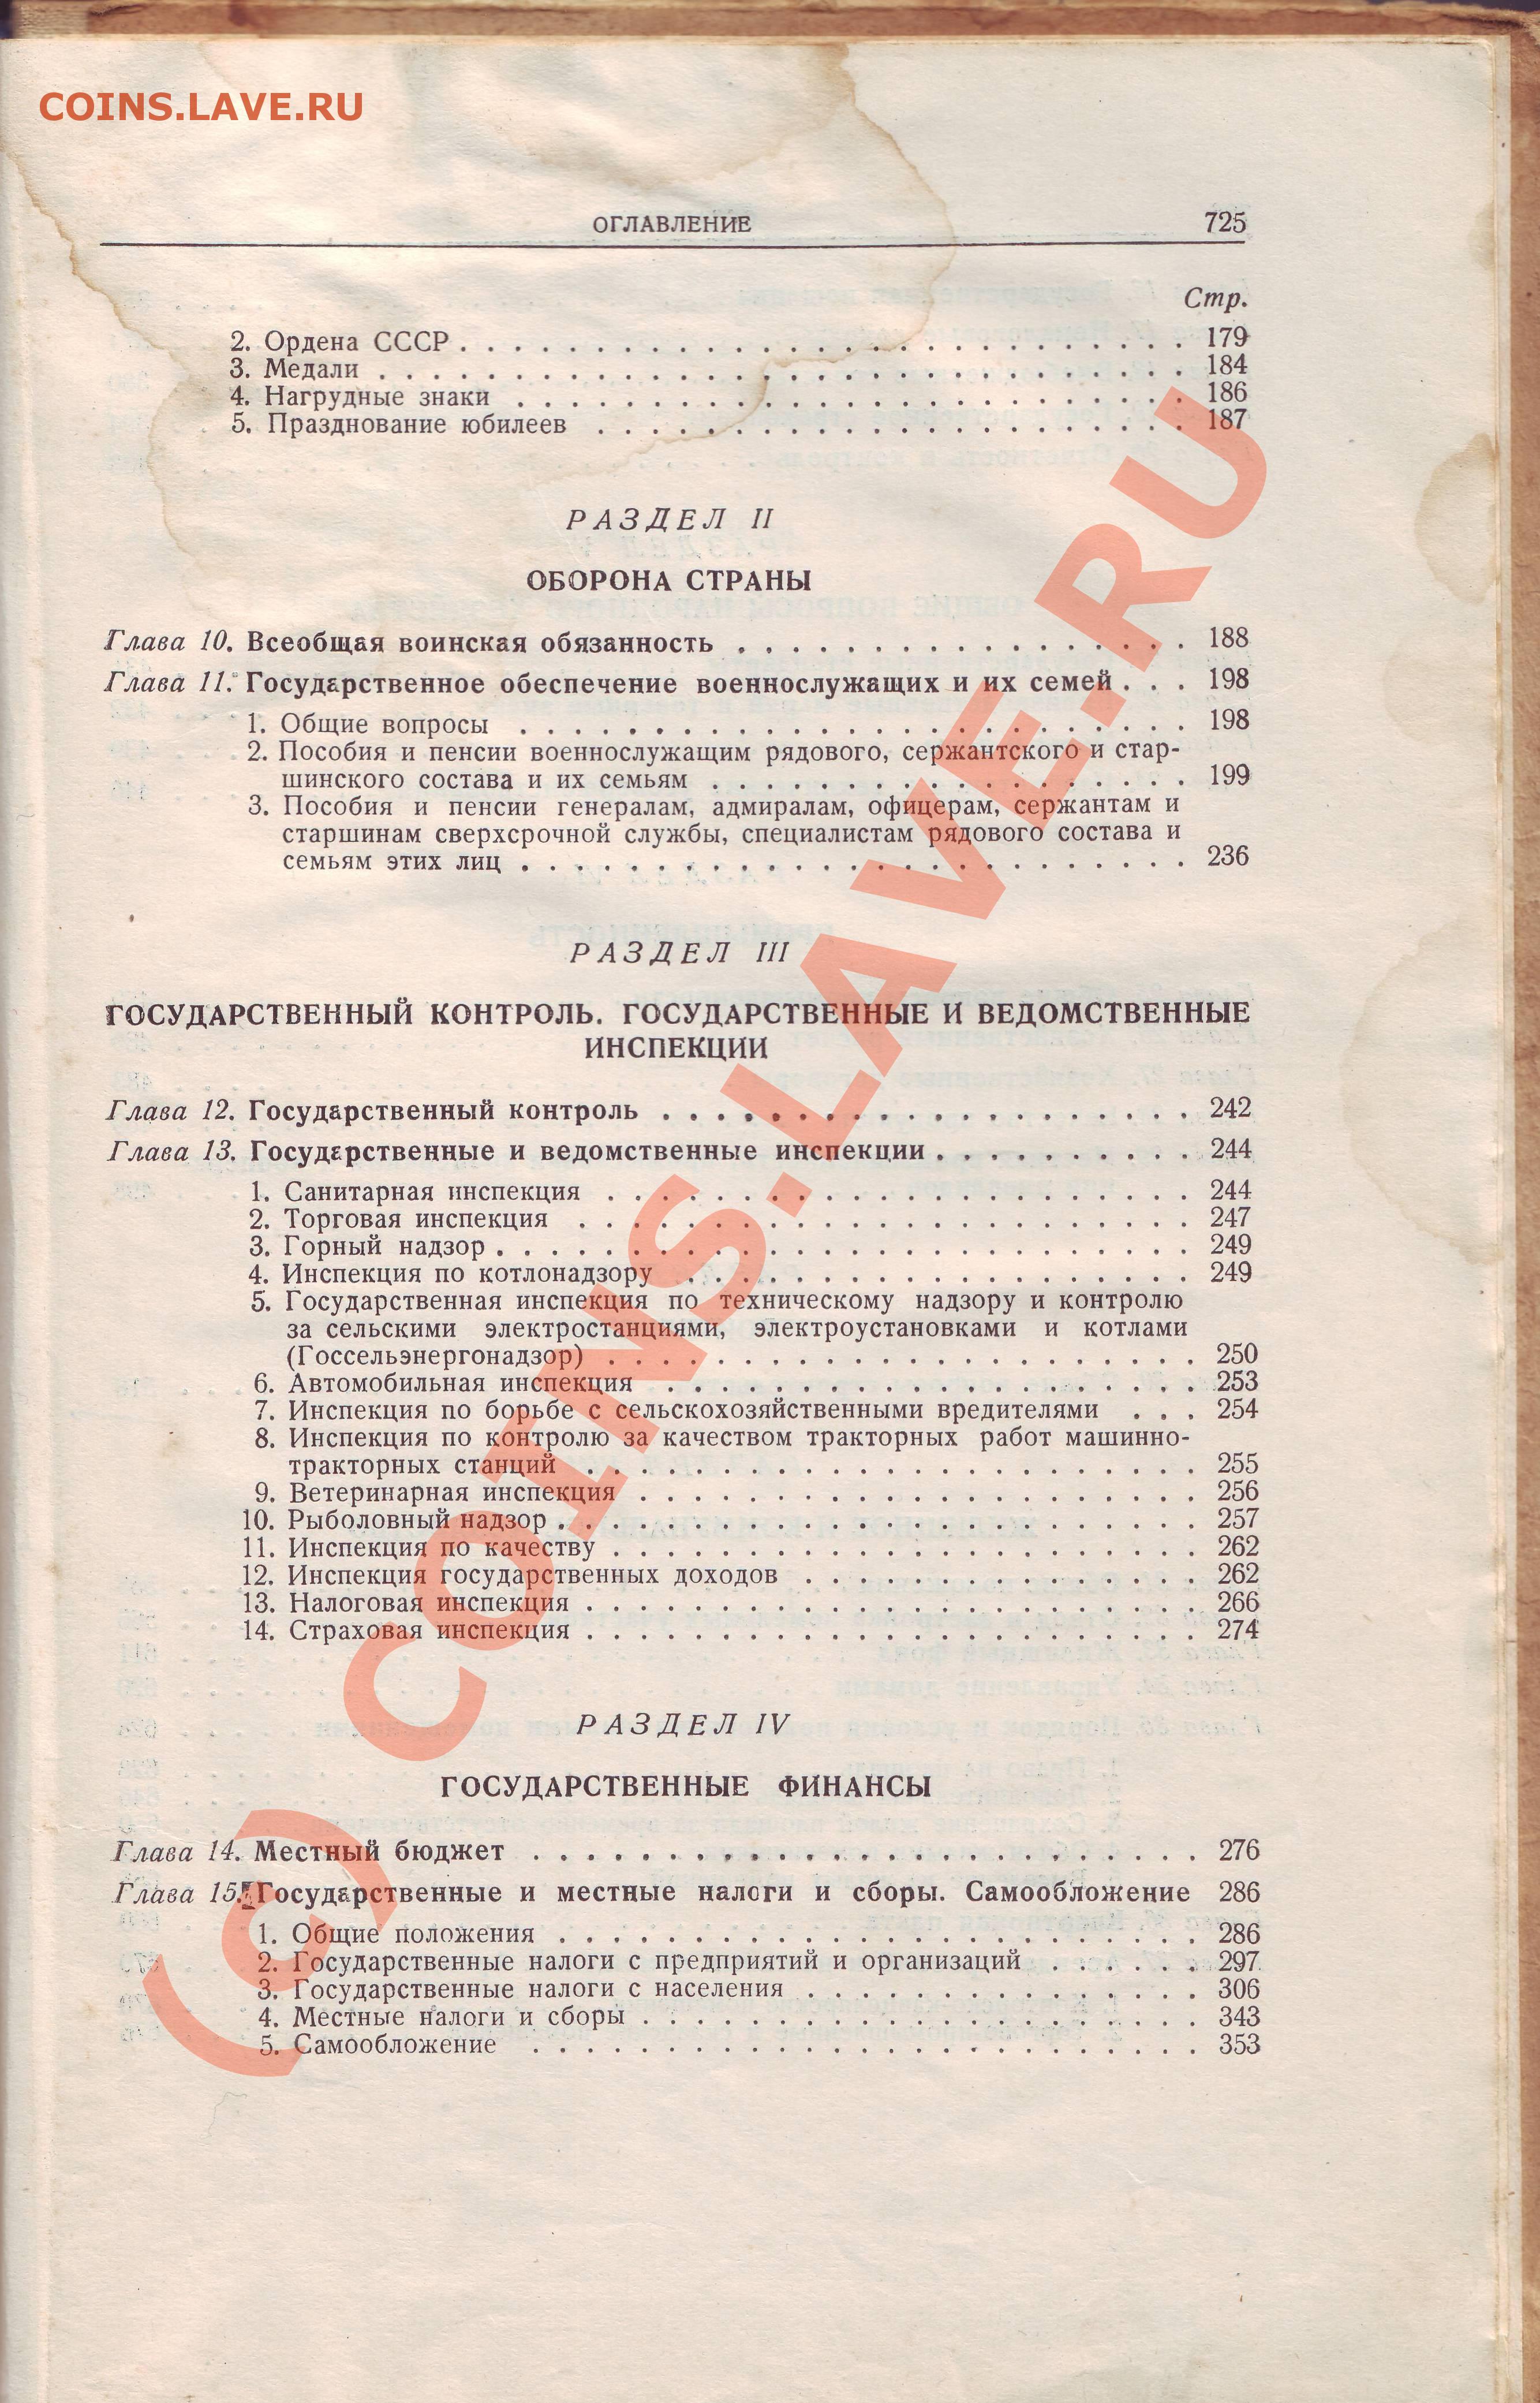 COINS.LAVE.RU
ОГЛАВЛЕНИЕ 725
Стр.
2. Ордена СССР . . . . . . . . . . . . . . . . . . . . . . . . . . . 179
3. Медали . . . . . . . . . . . . . . . . . . . . . . . . . . . . . . 184
4. Нагрудные знаки . . . . . . . . . . . . . . . . . . . . . . . . . 186
5. Празднование юбилеев . . . . . . . . . . . . . . . . . . . . . . 187
РАЗДЕЛ II
ОБОРОНА СТРАНЫ
Глава 10. Всеобщая воинская обязанность . . . . . . . . . . . . . . . . . 188
Глава 11. Государственное обеспечение военнослужащих и их семей . . . 198
1. Общие вопросы . . . . . . . . . . . . . . . . . . . . . . . . . 198
2. Пособия и пенсии военнослужащим рядового, сержантского и стар-
шинского состава и их семьям . . . . . . . . . . . . . . . . . . 199
3. Пособия и пенсии генералам, адмиралам, офицерам, сержантам и
старшинам сверхсрочной службы, специалистам рядового состава и
семьям этих лиц . . . . . . . . . . . . . . . . . . . . . . . . . 236
РАЗДЕЛ III
ГОСУДАРСТВЕННЫЙ КОНТРОЛЬ. ГОСУДАРСТВЕННЫЕ И ВЕДОМСТВЕННЫЕ
ИНСПЕКЦИИ
Глава 12. Государственный контроль . . . . . . . . . . . . . . . . . . . . 242
Глава 13. Государственные и ведомственные инспекции . . . . . . . . . . 244
1. Санитарная инспекция . . . . . . . . . . . . . . . . . . . . . . 244
2. Торговая инспекция . . . . . . . . . . . . . . . . . . . . . . . 247
3. Горный надзор . . . . . . . . . . . . . . . . . . . . . . . . . . 249
4. Инспекция по котлонадзору . . . . . . . . . . . . . . . . . . . 249
5. Государственная инспекция по техническому надзору и контролю
за сельскими электростанциями, электроустановками и котлами
(Госсельэнергонадзор) . . . . . . . . . . . . . . . . . . . . . . 250
6. Автомобильная инспекция . . . . . . . . . . . . . . . . . . . . 253
7. Инспекция по борьбе с сельскохозяйственными вредителями . . . 254
8. Инспекция по контролю за качеством тракторных работ машинно-
тракторных станций . . . . . . . . . . . . . . . . . . . . . . . 255
9. Ветеринарная инспекция . . . . . . . . . . . . . . . . . . . . . 256
10. Рыболовный надзор . . . . . . . . . . . . . . . . . . . . . . . . 257
11. Инспекция по качеству . . . . . . . . . . . . . . . . . . . . . . 262
12. Инспекция государственных доходов . . . . . . . . . . . . . . . 262
13. Налоговая инспекция . . . . . . . . . . . . . . . . . . . . . . . 266
14. Страховая инспекция . . . . . . . . . . . . . . . . . . . . . . . 274
РАЗДЕЛ IV
ГОСУДАРСТВЕННЫЕ ФИНАНСЫ
Глава 14. Местный бюджет . . . . . . . . . . . . . . . . . . . . . . . . . 276
Глава 15. Государственные и местные налоги и сборы. Самообложение 286
1. Общие положения . . . . . . . . . . . . . . . . . . . . . . . . 286
2. Государственные налоги с предприятий и организаций . . . . . . 297
3. Государственные налоги с населения . . . . . . . . . . . . . . . 306
4. Местные налоги и сборы . . . . . . . . . . . . . . . . . . . . . 343
5. Самообложение . . . . . . . . . . . . . . . . . . . . . . . . . 353
(C) COINS.LAVE.RU